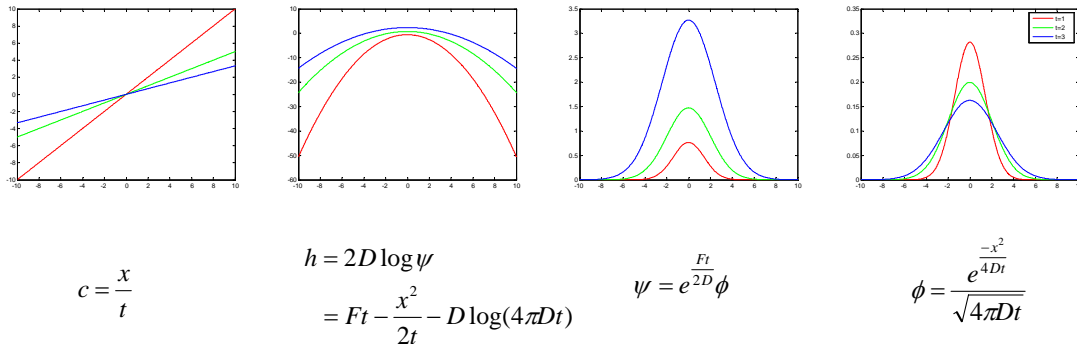 10
8
6
4
2
0
-2
-4
-6
-8
-10
-10 -8 -6 -4 -2 0 2 4 6 8 10
10
0
-10
-20
-30
-40
-50
-60
-10 -8 -6 -4 -2 0 2 4 6 8 10
3.5
3
2.5
2
1.5
1
0.5
0
-10 -8 -6 -4 -2 0 2 4 6 8 10
0.35
0.3
0.25
0.2
0.15
0.1
0.05
0
-10 -8 -6 -4 -2 0 2 4 6 8 10
t=1
t=2
t=3
c = x/t
h = 2D log ψ
= Ft − x²/2t − D log(4πDt)
ψ = e^(Ft/2D) ϕ
ϕ = e^(−x²/4Dt) / √(4πDt)